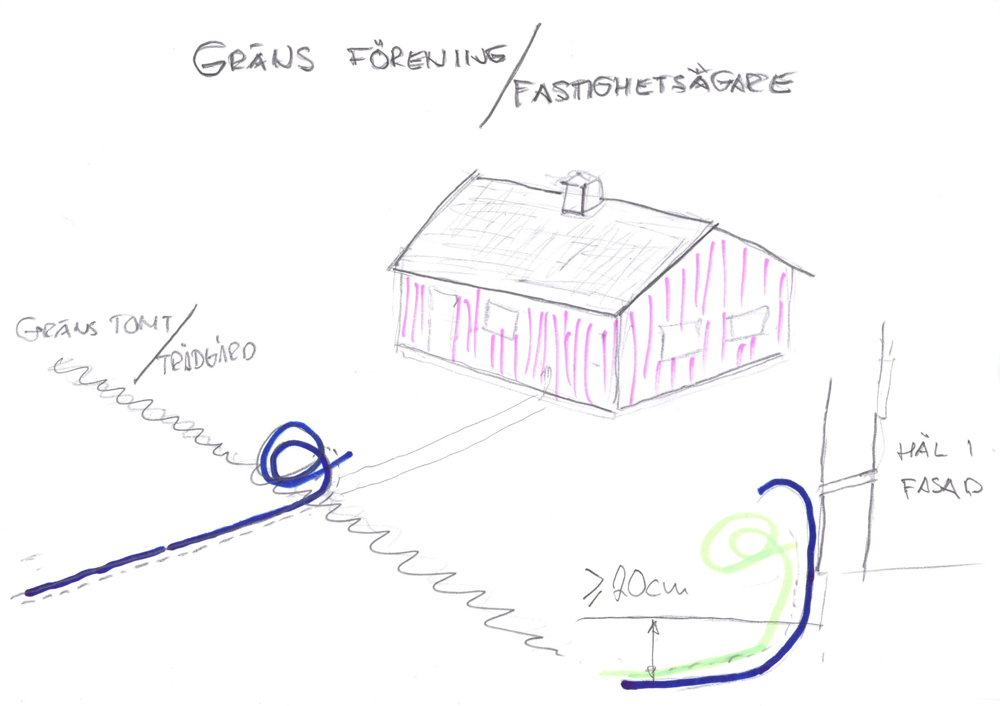 GRÄNS FÖRENING/
FASTIGHETSÄGARE
GRÄNS TOMT/
TRÄDGÅRD
HÅL I
FASAD
≥20cm